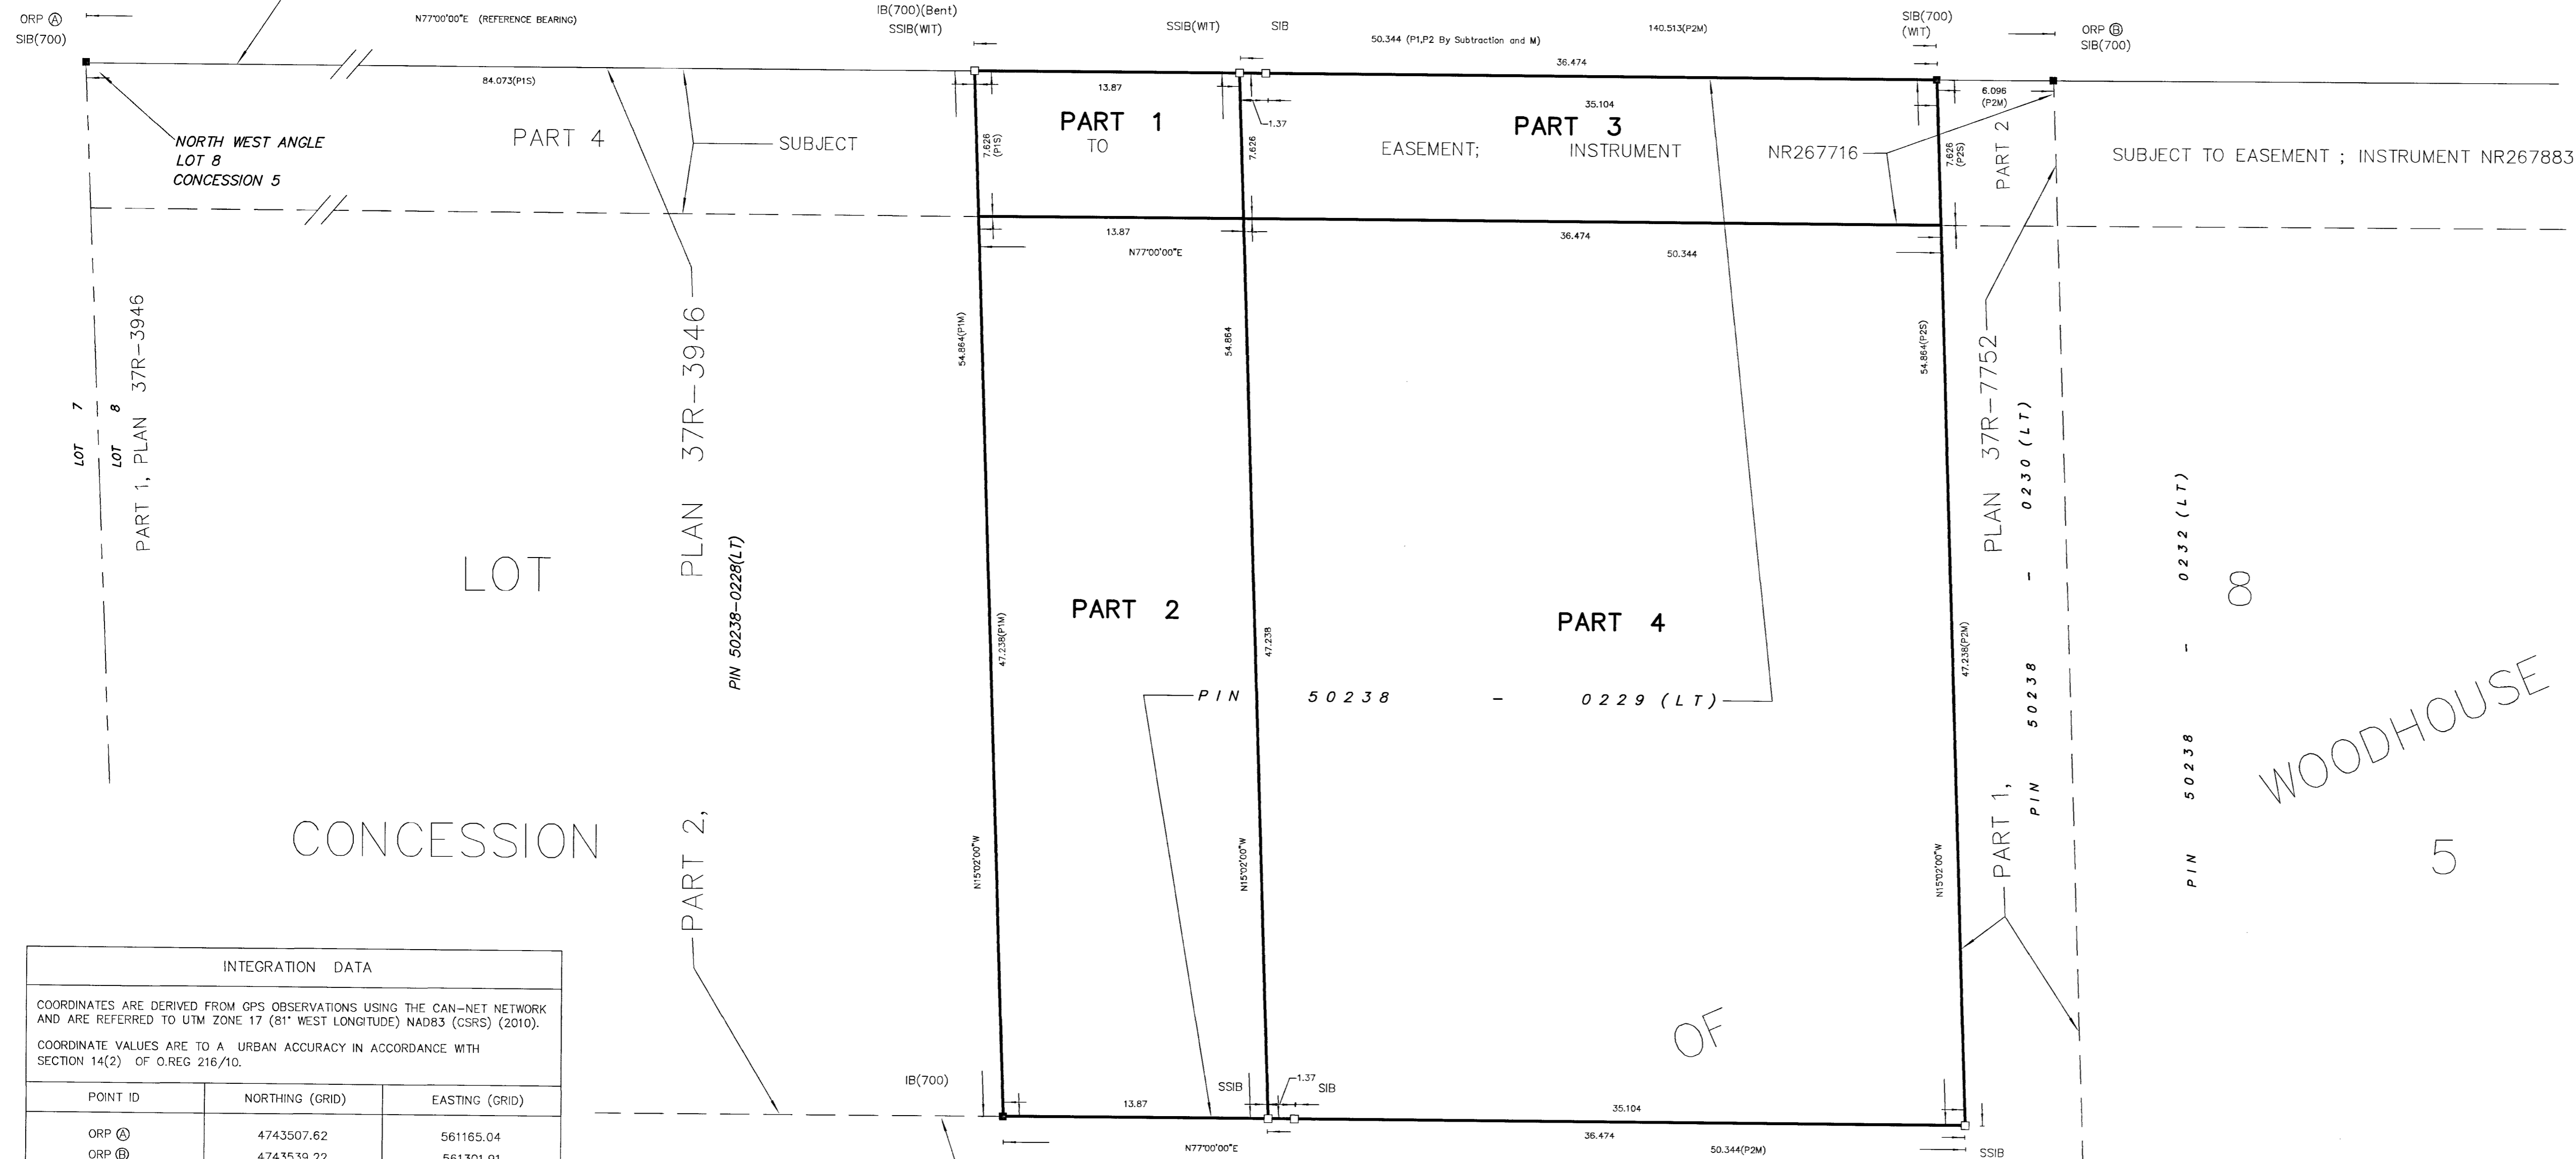 ORP Ⓐ
SIB(700)
N77°00'00"E (REFERENCE BEARING)
IB(700)(Bent)
SSIB(WIT)
SSIB(WIT)
SIB
50.344 (P1,P2 By Subtraction and M)
140.513(P2M)
SIB(700)
(WIT)
ORP Ⓑ
SIB(700)
84.073(P1S)
13.87
36.474
35.104
1.37
6.096
(P2M)
NORTH WEST ANGLE
LOT 8
CONCESSION 5
PART 4
SUBJECT
7.626
(P1S)
PART 1
TO
7.626
EASEMENT;
PART 3
INSTRUMENT
NR267716
7.626
(P2S)
PART 2
SUBJECT TO EASEMENT ; INSTRUMENT NR267883
13.87
36.474
N77°00'00"E
50.344
LOT 7
LOT 8
PART 1, PLAN 37R-3946
LOT
PART 2, PLAN 37R-3946
PIN 50238-0228(LT)
54.864(P1M)
54.864
54.864(P2S)
PART 1, PLAN 37R-7752
PIN 50238 - 0230 (LT)
PIN 50238 - 0232 (LT)
8
PART 2
PART 4
47.238(P1M)
47.238
47.238(P2M)
PIN 50238 - 0229 (LT)
WOODHOUSE
CONCESSION
5
N15°02'00"W
N15°02'00"W
N15°02'00"W
OF
INTEGRATION DATA
COORDINATES ARE DERIVED FROM GPS OBSERVATIONS USING THE CAN-NET NETWORK
AND ARE REFERRED TO UTM ZONE 17 (81° WEST LONGITUDE) NAD83 (CSRS) (2010).
COORDINATE VALUES ARE TO A URBAN ACCURACY IN ACCORDANCE WITH
SECTION 14(2) OF O.REG 216/10.
POINT ID NORTHING (GRID) EASTING (GRID)
ORP Ⓐ 4743507.62 561165.04
ORP Ⓑ 4743539.22 561301.91
IB(700)
13.87
SSIB
1.37
SIB
35.104
36.474
N77°00'00"E
50.344(P2M)
SSIB